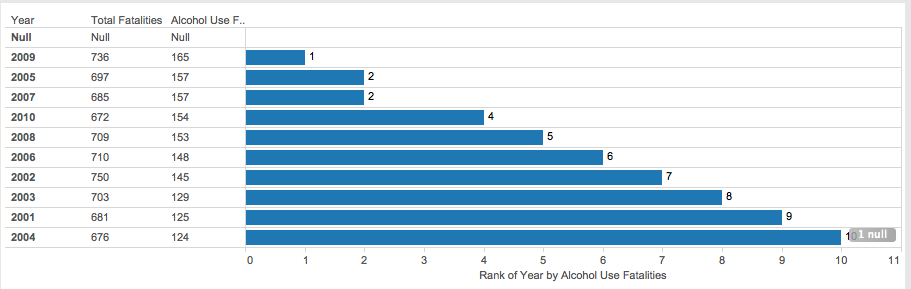 Year Total Fatalities Alcohol Use F..
Null Null Null
2009 736 165 1
2005 697 157 2
2007 685 157 2
2010 672 154 4
2008 709 153 5
2006 710 148 6
2002 750 145 7
2003 703 129 8
2001 681 125 9
2004 676 124 10 1 null
0 1 2 3 4 5 6 7 8 9 10 11
Rank of Year by Alcohol Use Fatalities